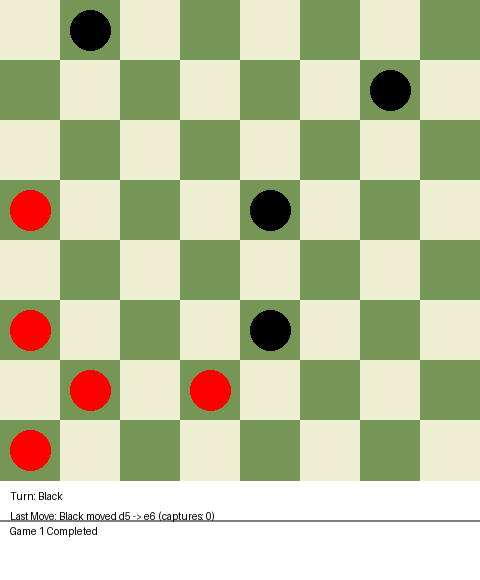 Turn: Black
Last Move: Black moved d5 -> e6 (captures: 0)
Game 1 Completed